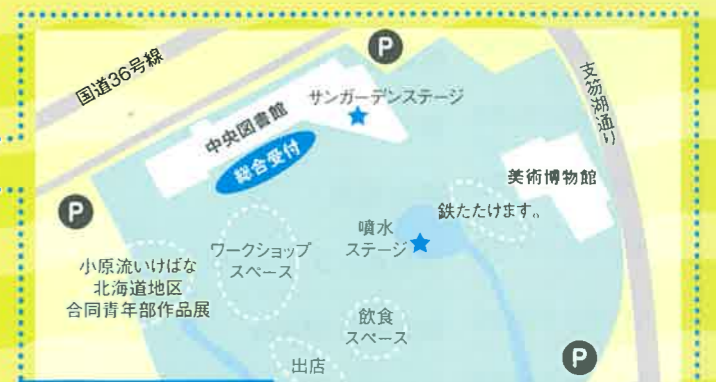 国道36号線
P
支笏湖通り
サンガーデンステージ
中央図書館
総合受付
美術博物館
鉄たたけます。
P
噴水
ステージ
ワークショップ
スペース
小原流いけばな
北海道地区
合同青年部作品展
飲食
スペース
出店
P